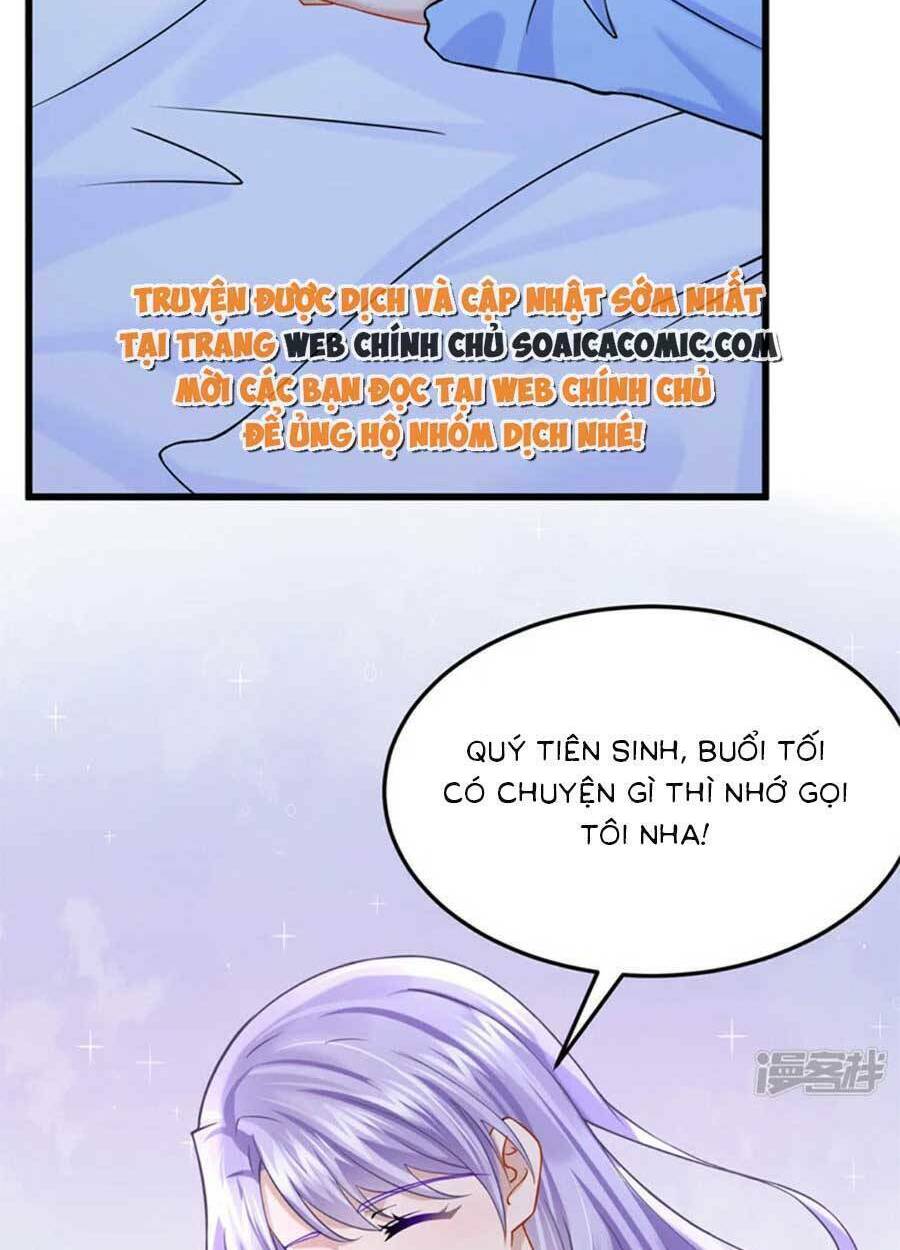 TRUYỆN ĐƯỢC DỊCH VÀ CẬP NHẬT SỚM NHẤT
TẠI TRANG WEB CHÍNH CHỦ SOAICACOMIC.COM
MỜI CÁC BẠN ĐỌC TẠI WEB CHÍNH CHỦ
ĐỂ ỦNG HỘ NHÓM DỊCH NHÉ!
QUÝ TIÊN SINH, BUỔI TỐI
CÓ CHUYỆN GÌ THÌ NHỚ GỌI
TÔI NHA!
漫客栈